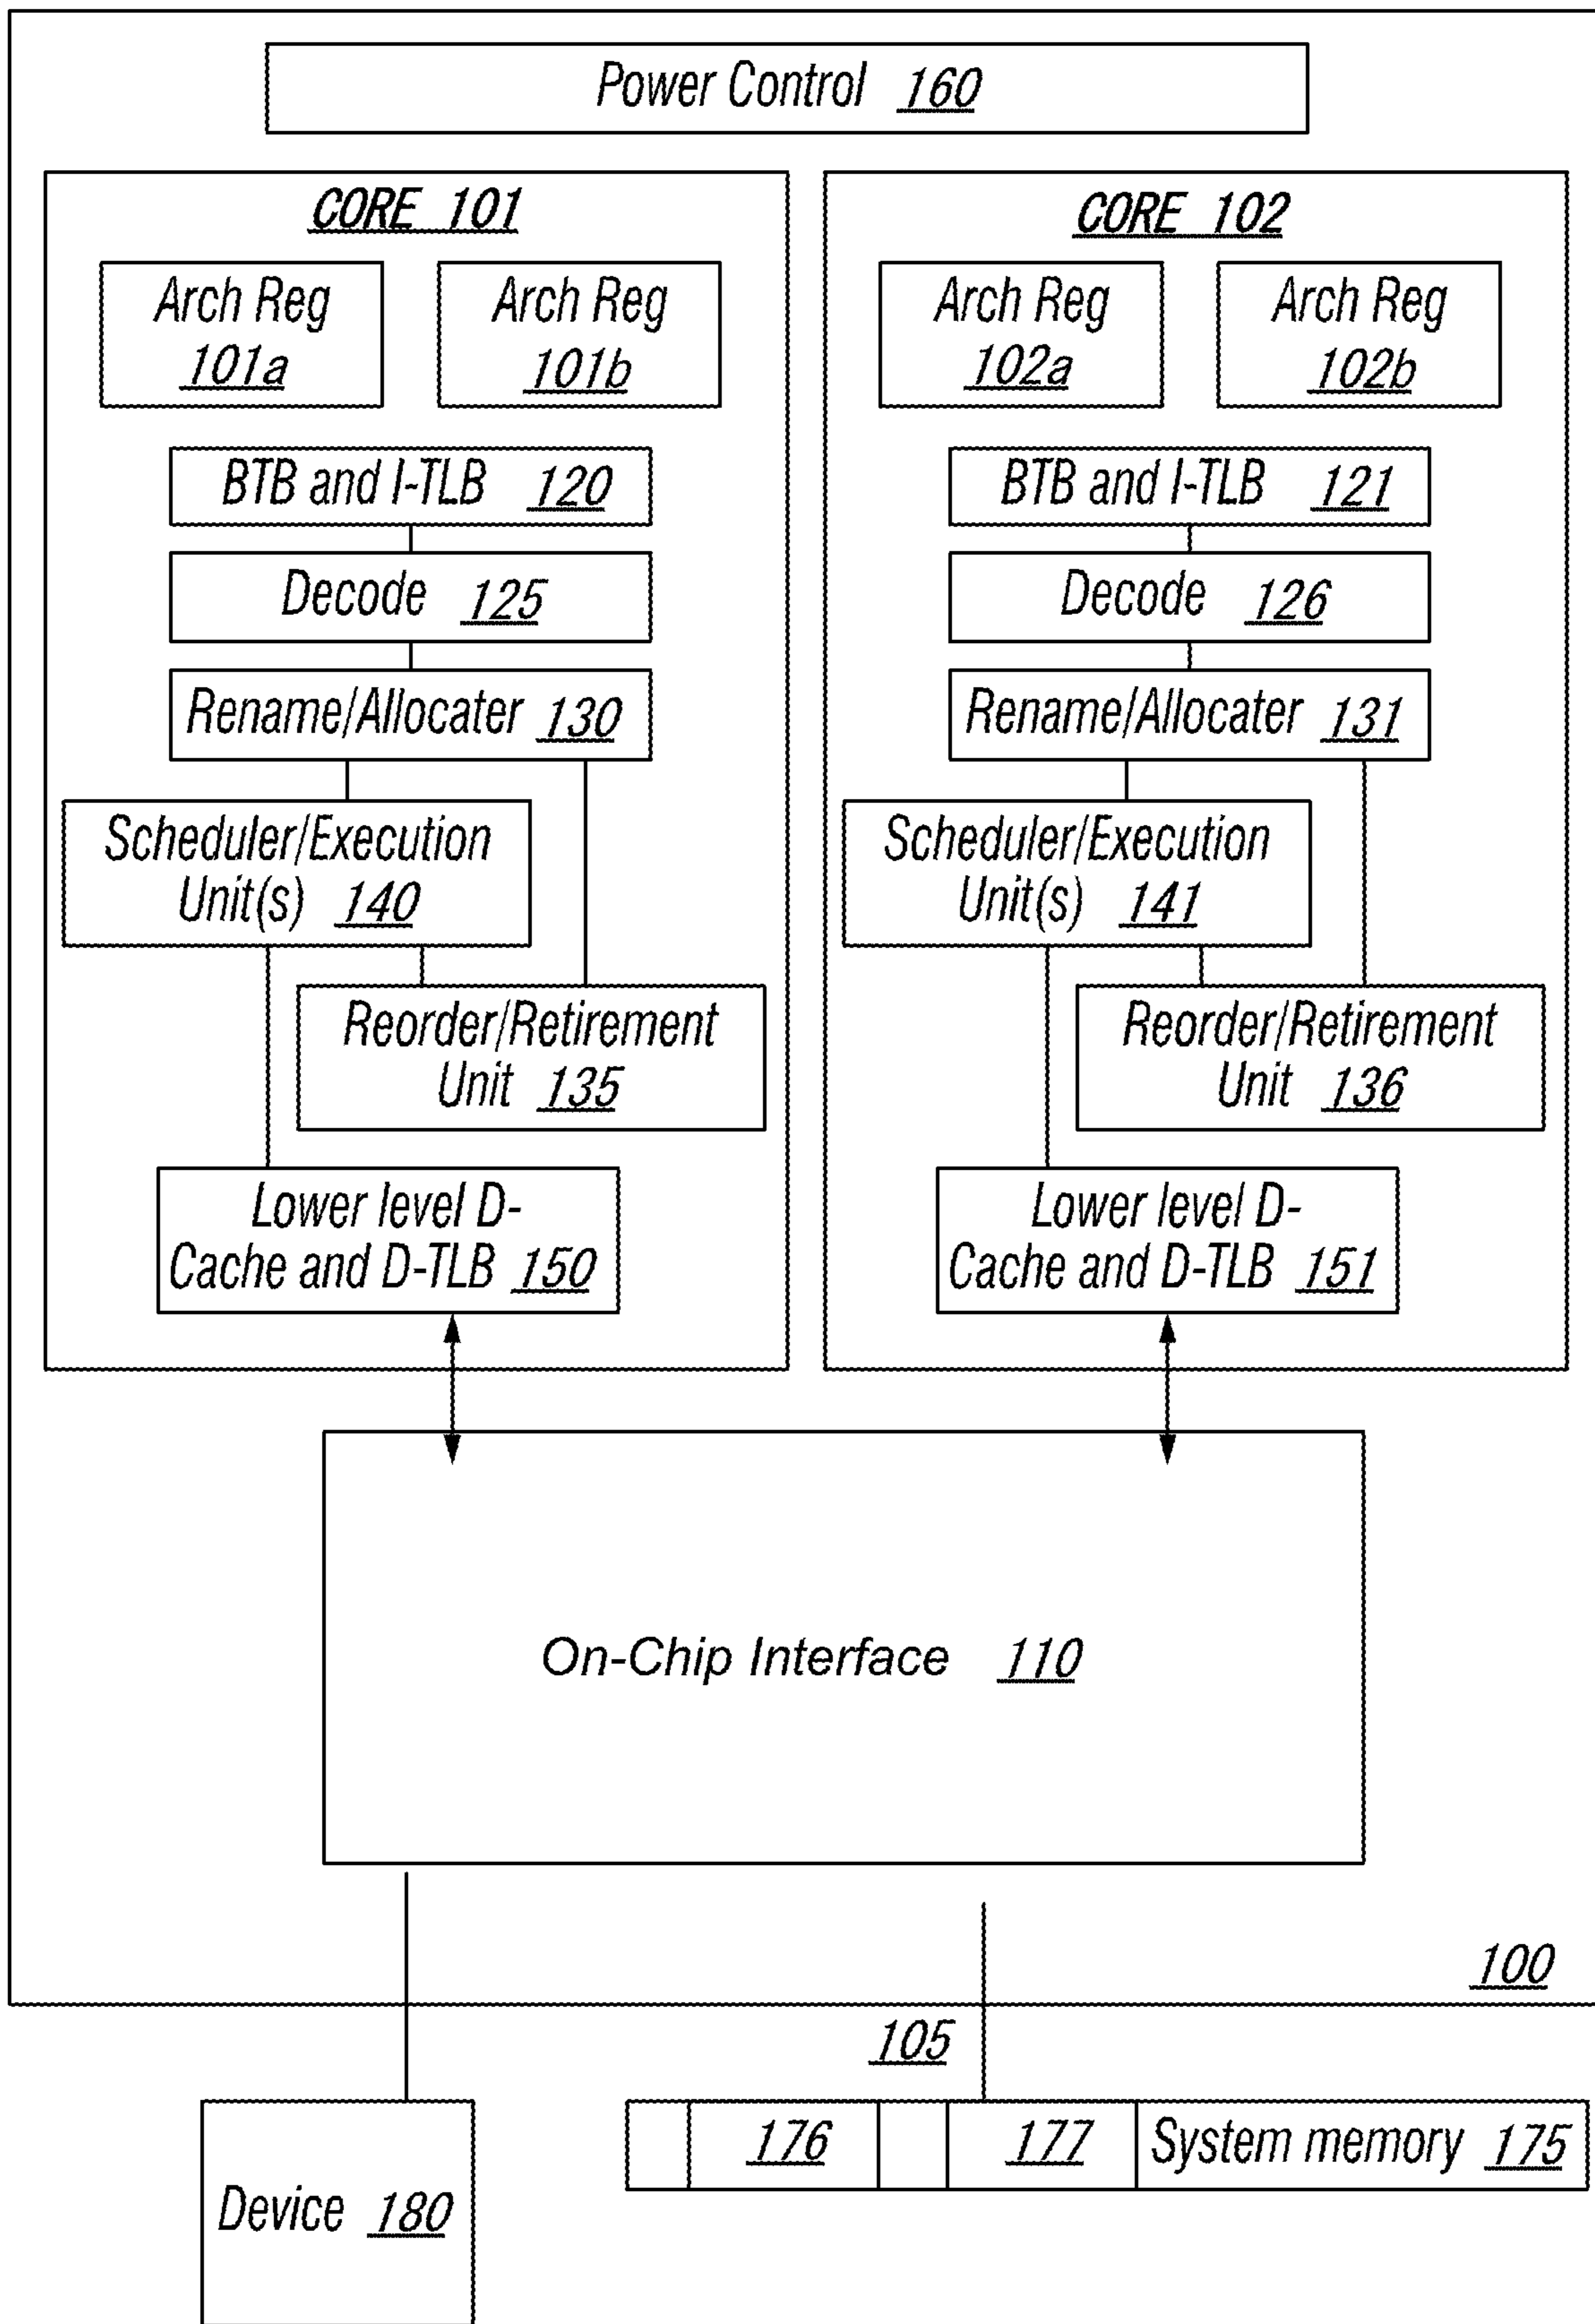 Power Control 160
CORE 101
Arch Reg
101a
Arch Reg
101b
BTB and I-TLB 120
Decode 125
Rename/Allocater 130
Scheduler/Execution
Unit(s) 140
Reorder/Retirement
Unit 135
Lower level D-
Cache and D-TLB 150
CORE 102
Arch Reg
102a
Arch Reg
102b
BTB and I-TLB 121
Decode 126
Rename/Allocater 131
Scheduler/Execution
Unit(s) 141
Reorder/Retirement
Unit 136
Lower level D-
Cache and D-TLB 151
On-Chip Interface 110
100
105
Device 180
176
177
System memory 175